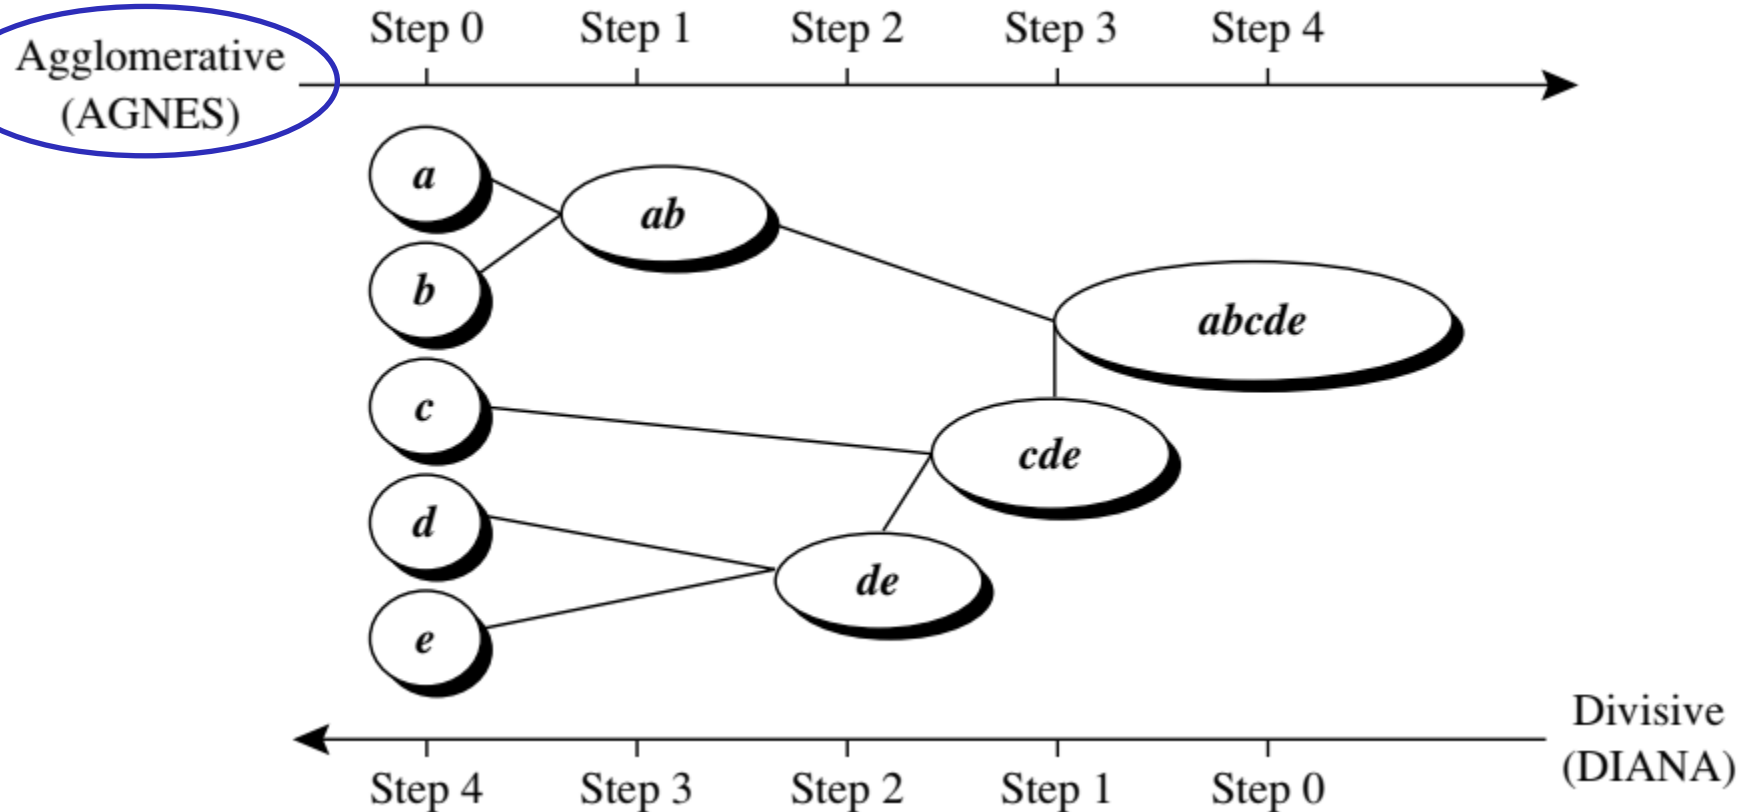 Step 0 Step 1 Step 2 Step 3 Step 4
Agglomerative
(AGNES)
a
ab
b
abcde
c
cde
d
de
e
Divisive
(DIANA)
Step 4 Step 3 Step 2 Step 1 Step 0